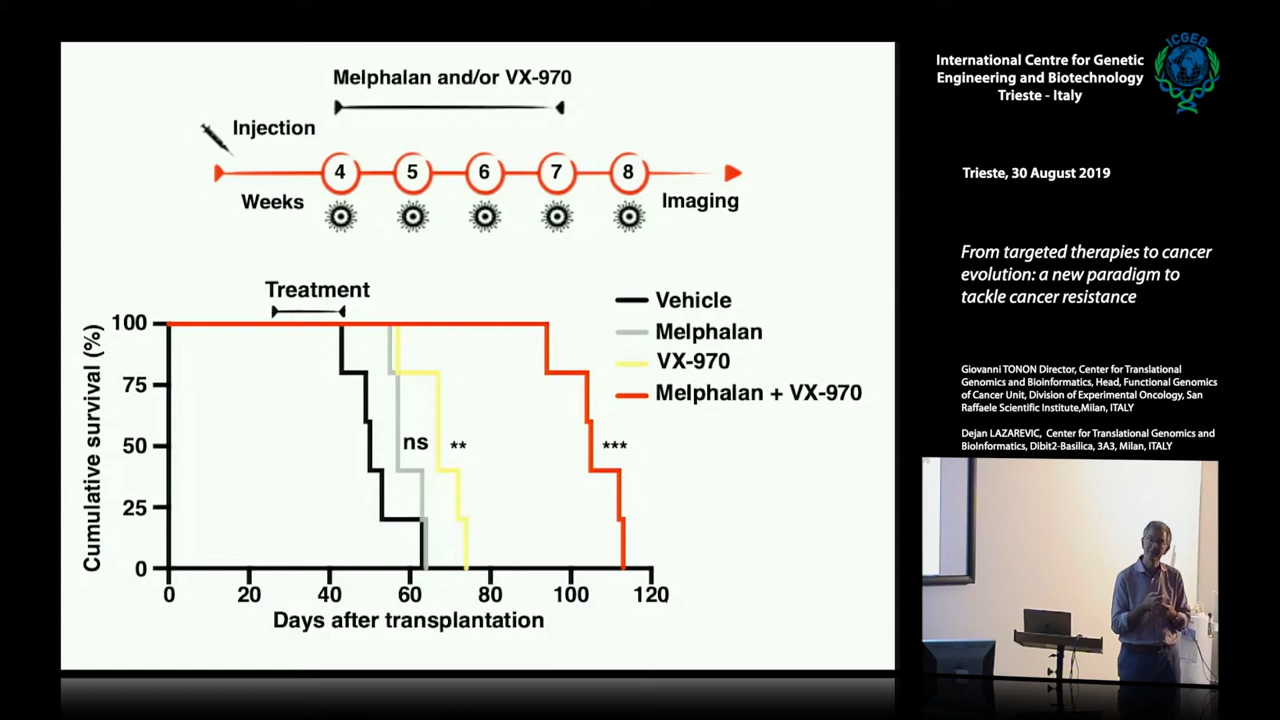 Melphalan and/or VX-970
Injection
4 5 6 7 8
Weeks
Imaging
Treatment
Vehicle
Melphalan
VX-970
Melphalan + VX-970
Cumulative survival (%)
100
75
50
25
0
ns
**
***
0 20 40 60 80 100 120
Days after transplantation
ICGEB
International Centre for Genetic
Engineering and Biotechnology
Trieste - Italy
Trieste, 30 August 2019
From targeted therapies to cancer
evolution: a new paradigm to
tackle cancer resistance
Giovanni TONON Director, Center for Translational
Genomics and Bioinformatics, Head, Functional Genomics
of Cancer Unit, Division of Experimental Oncology, San
Raffaele Scientific Institute,Milan, ITALY
Dejan LAZAREVIC, Center for Translational Genomics and
BioInformatics, Dibit2-Basilica, 3A3, Milan, ITALY